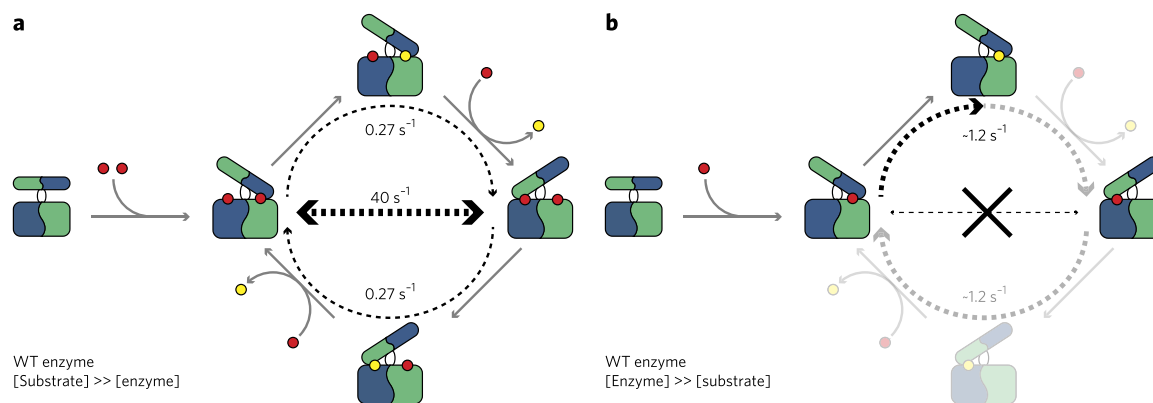 a
0.27 s⁻¹
40 s⁻¹
0.27 s⁻¹
WT enzyme
[Substrate] >> [enzyme]
b
~1.2 s⁻¹
~1.2 s⁻¹
WT enzyme
[Enzyme] >> [substrate]